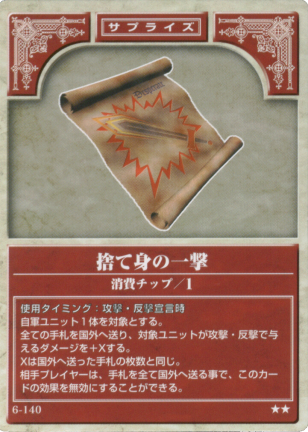 サプライズ
捨て身の一撃
消費チップ/1
使用タイミング：攻撃・反撃宣言時
自軍ユニット1体を対象とする。
全ての手札を国外へ送り、対象ユニットが攻撃・反撃で与
えるダメージを+Xする。
Xは国外へ送った手札の枚数と同じ。
相手プレイヤーは、手札を全て国外へ送る事で、このカー
ドの効果を無効にすることができる。
6-140
★★